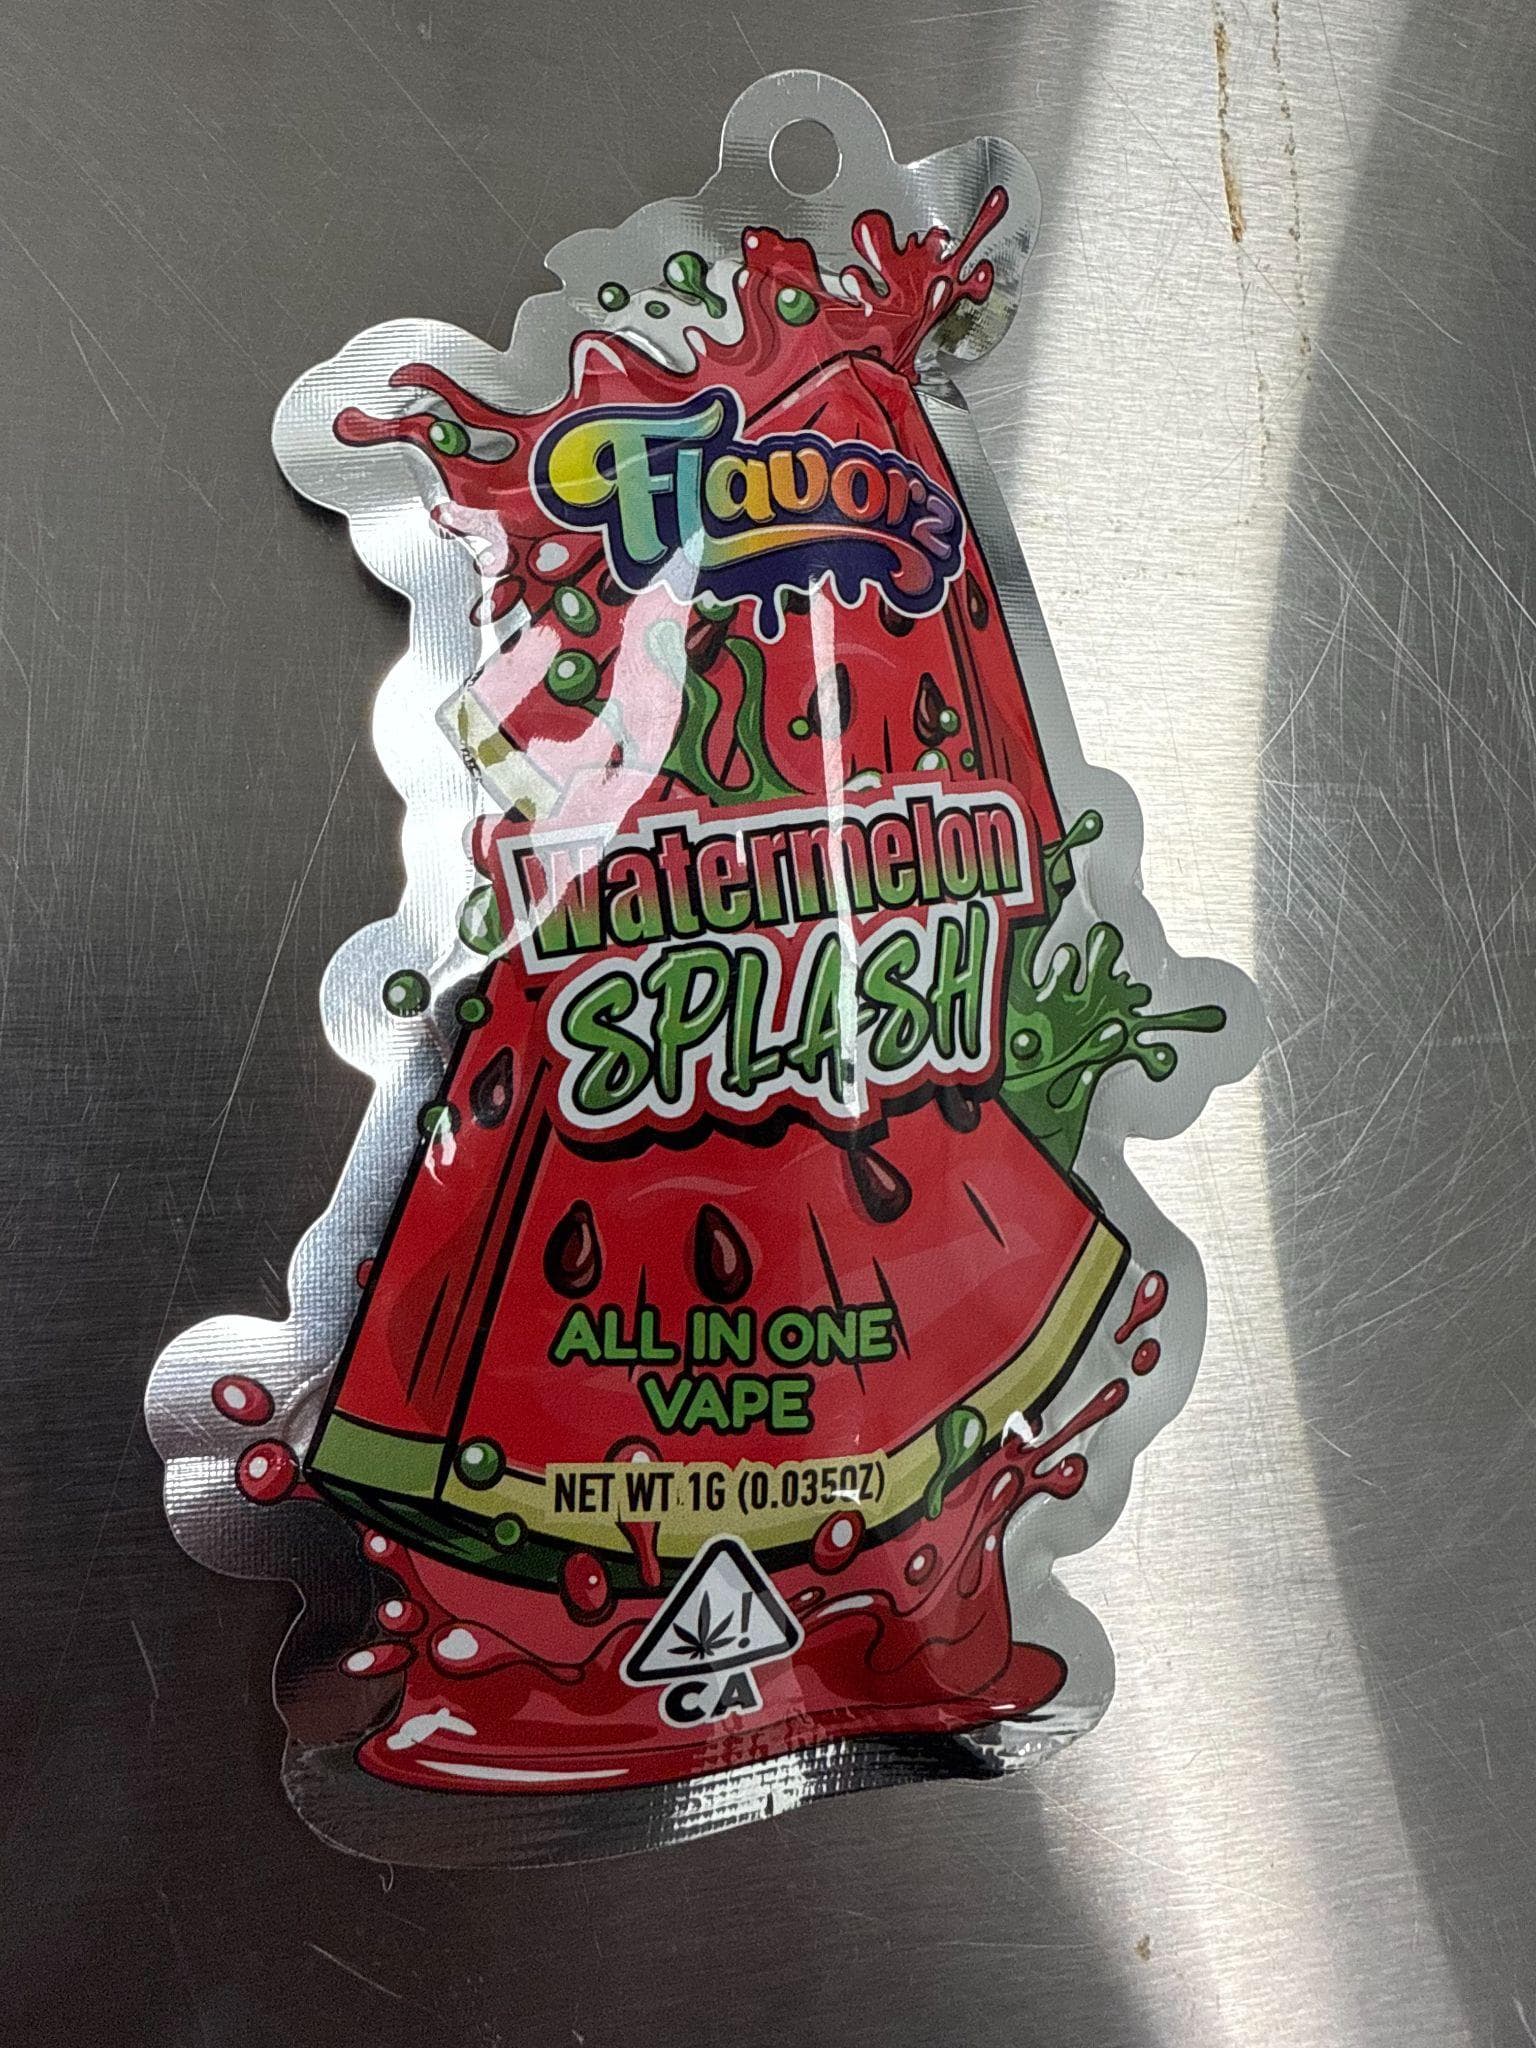 Flavorz
Watermelon
SPLASH
ALL IN ONE
VAPE
NET WT 1G (0.035OZ)
!
CA